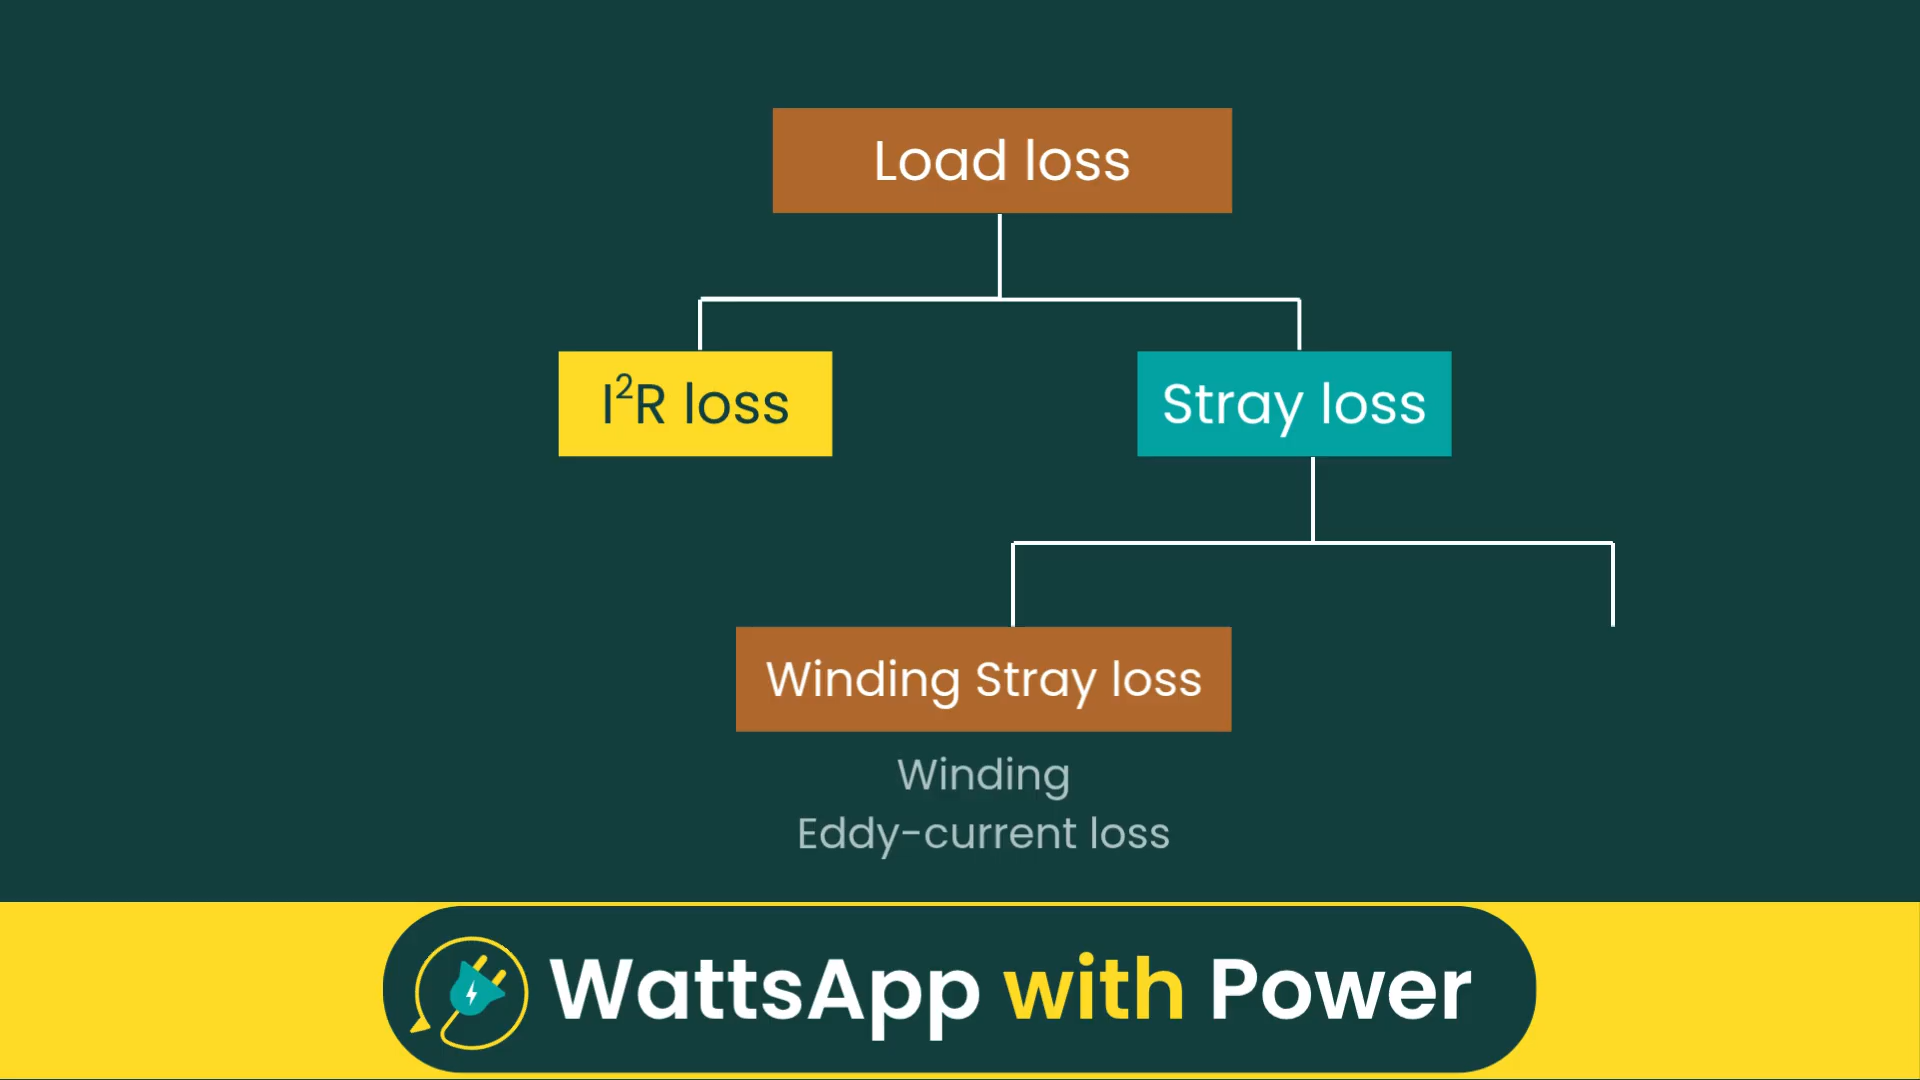 Load loss
I²R loss
Stray loss
Winding Stray loss
Winding
Eddy-current loss
WattsApp with Power